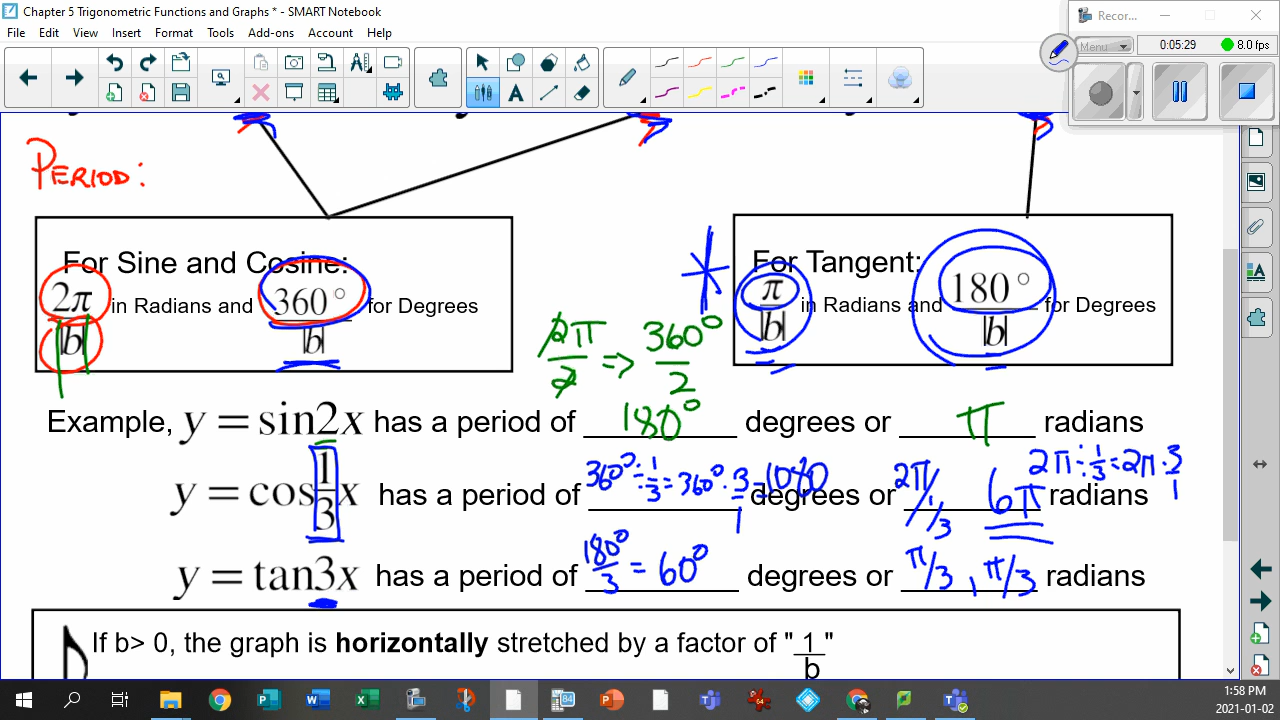 Chapter 5 Trigonometric Functions and Graphs * - SMART Notebook
Recor...
File Edit View Insert Format Tools Add-ons Account Help
Menu 0:05:29 8.0 fps
PERIOD:
For Sine and Cosine:
2π/|b| in Radians and 360°/|b| for Degrees
For Tangent:
π/|b| in Radians and 180°/|b| for Degrees
2π/2 => 360°/2
Example, y = sin2x has a period of 180° degrees or π radians
y = cos 1/3 x has a period of 360° ÷ 1/3 = 360° · 3/1 = 1080 degrees or 2π/1/3 6π radians
2π ÷ 1/3 = 2π · 3/1
y = tan3x has a period of 180°/3 = 60° degrees or π/3, π/3 radians
If b> 0, the graph is horizontally stretched by a factor of " 1/b "
1:58 PM
2021-01-02